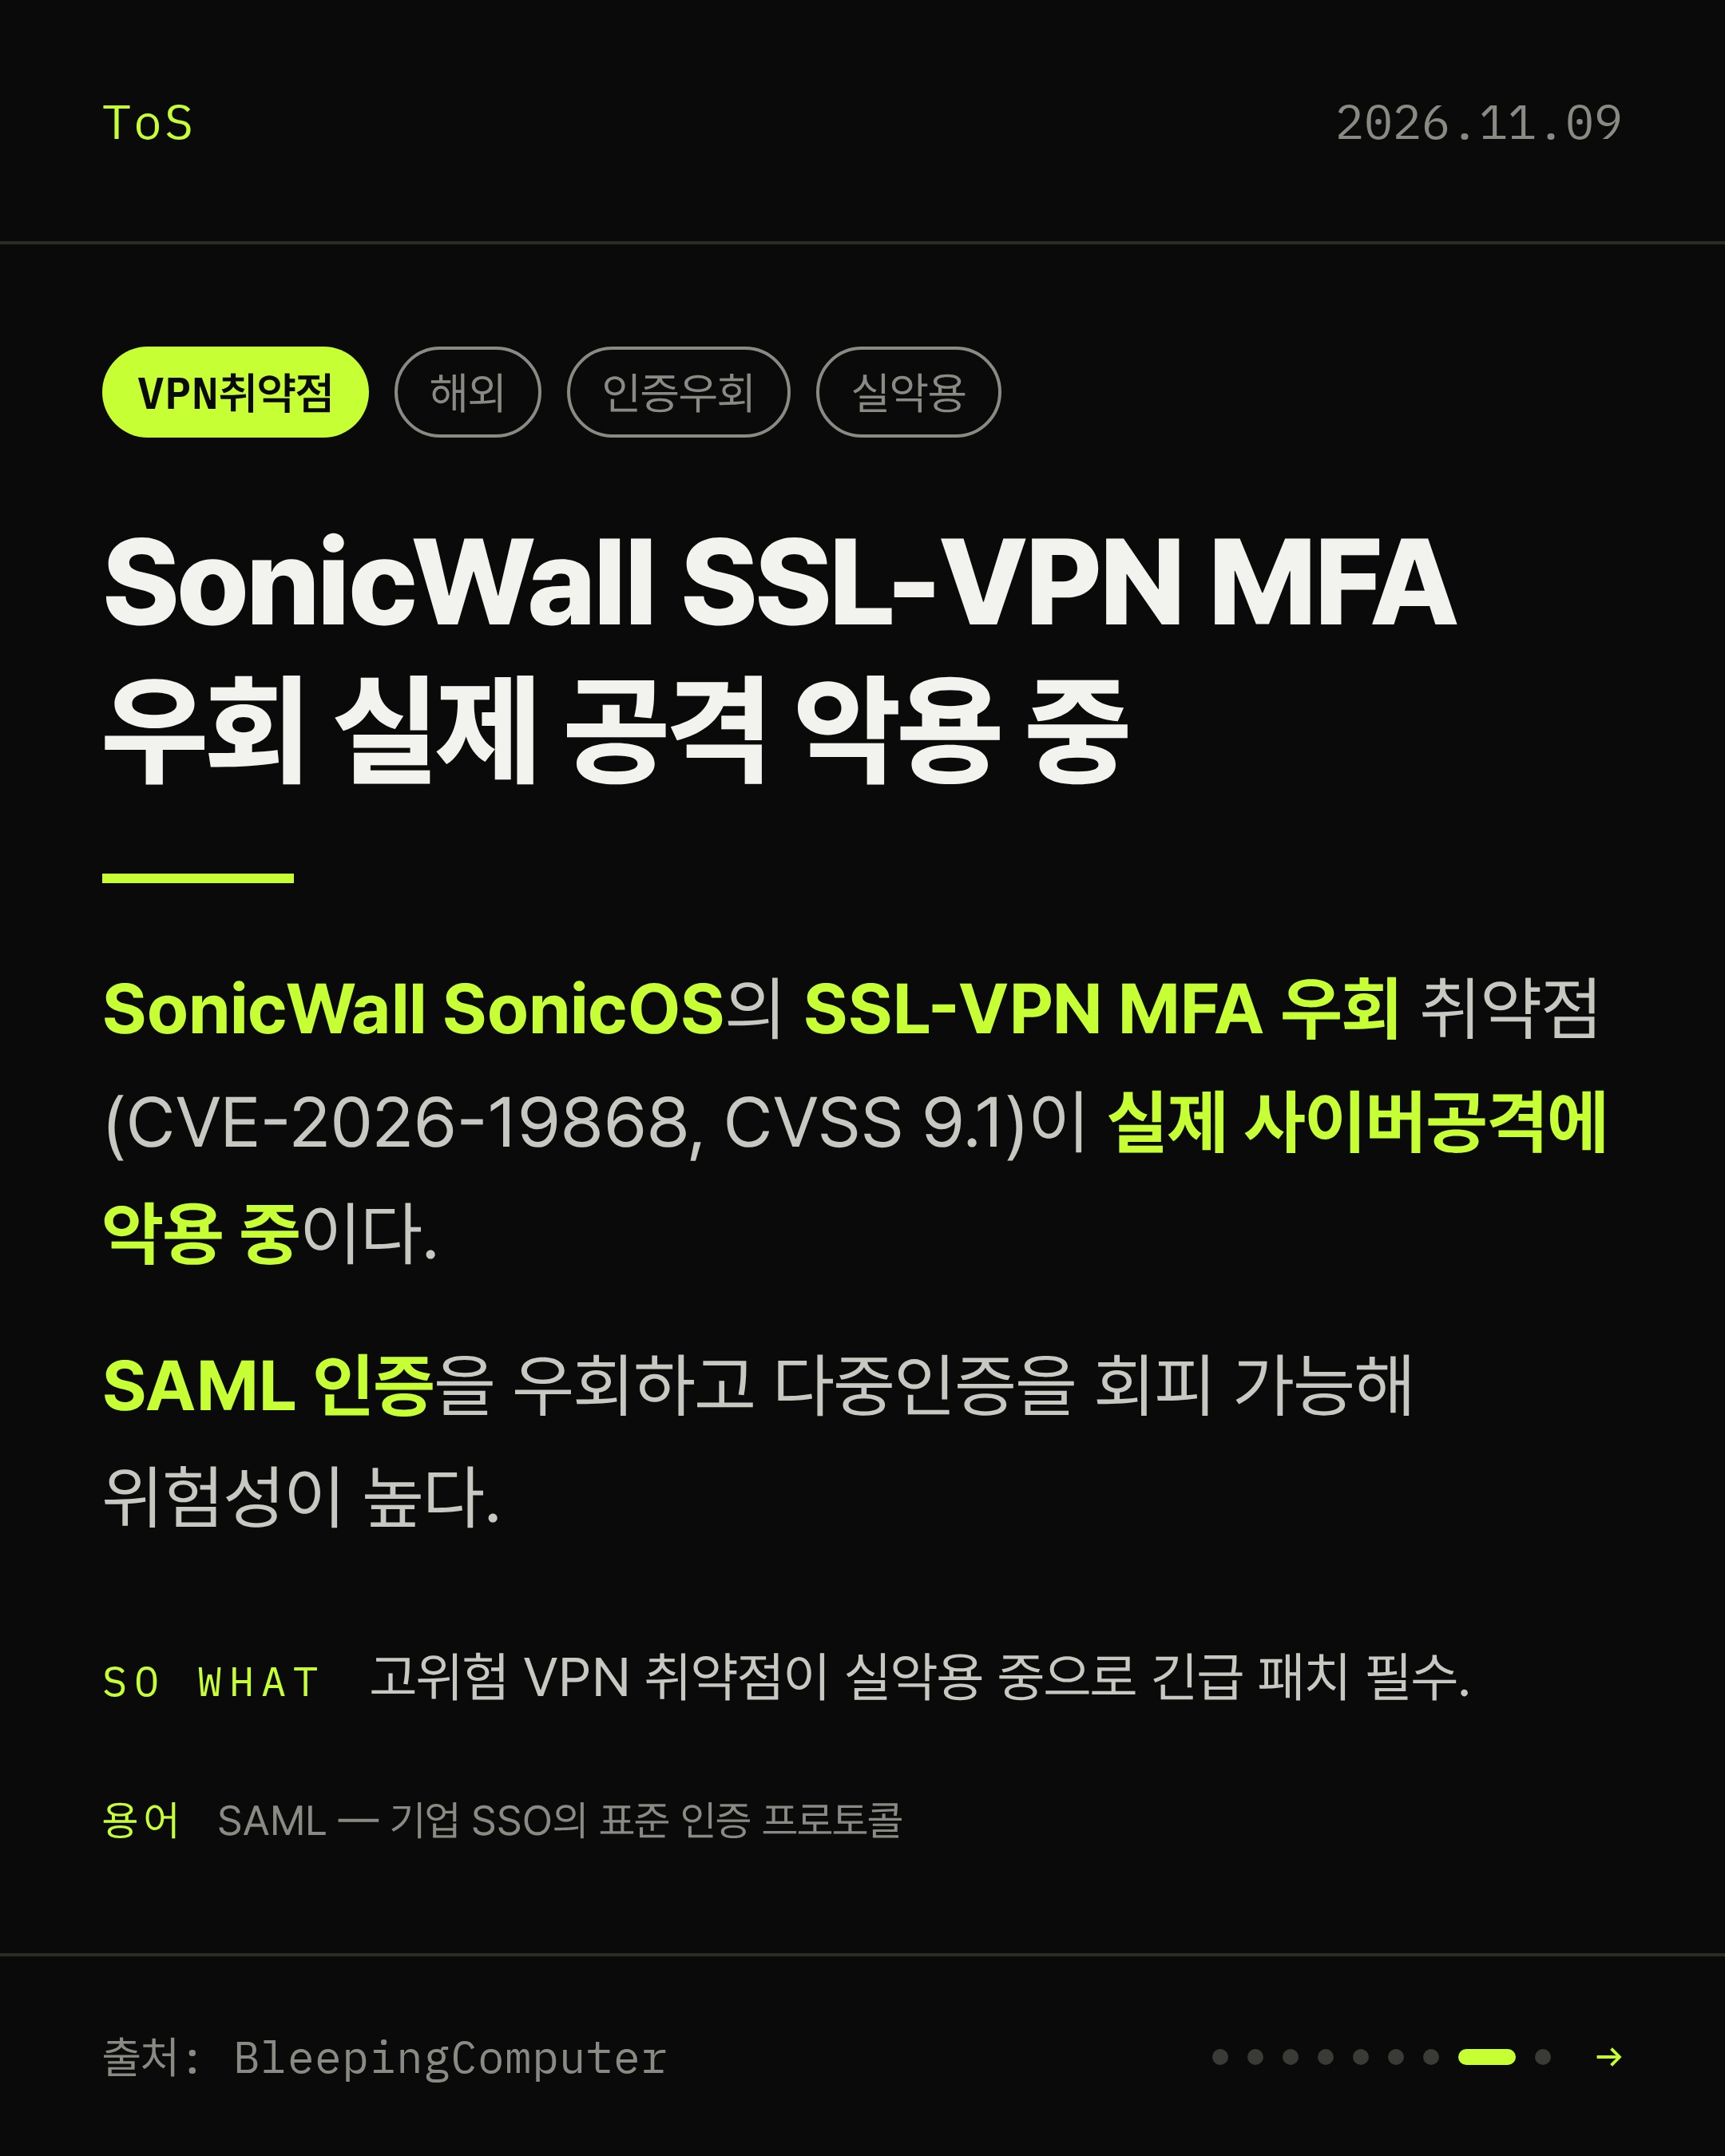 ToS
2026.11.09
VPN취약점 해외 인증우회 실악용
SonicWall SSL-VPN MFA
우회 실제 공격 악용 중
SonicWall SonicOS의 SSL-VPN MFA 우회 취약점
(CVE-2026-19868, CVSS 9.1)이 실제 사이버공격에
악용 중이다.
SAML 인증을 우회하고 다중인증을 회피 가능해
위험성이 높다.
SO WHAT 고위험 VPN 취약점이 실악용 중으로 긴급 패치 필수.
용어 SAML — 기업 SSO의 표준 인증 프로토콜
출처: BleepingComputer
→